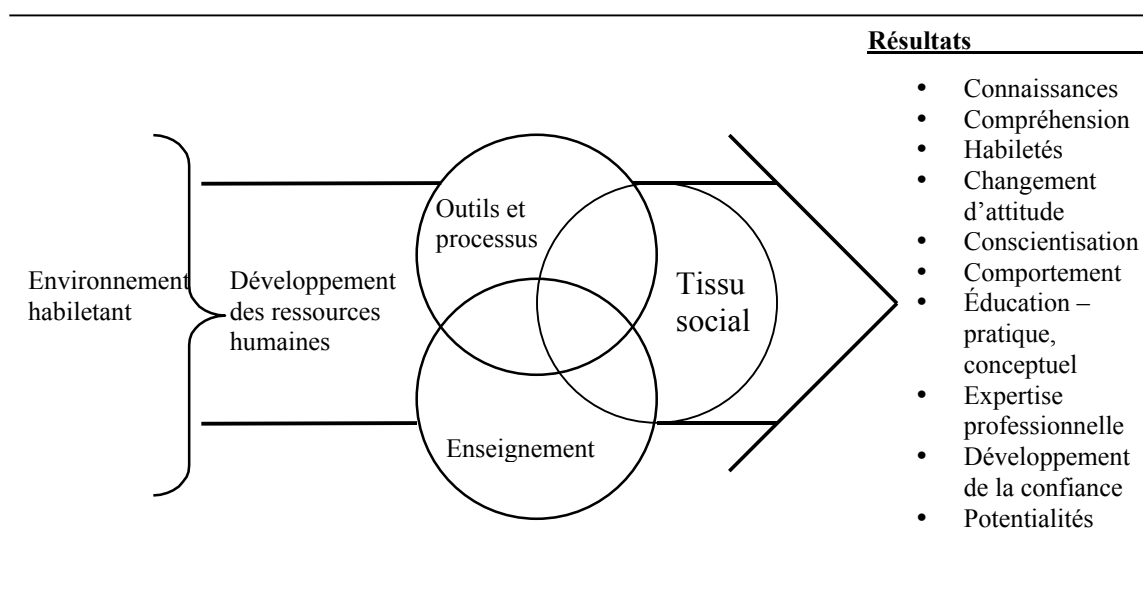 Résultats
Environnement
habiletant
Développement
des ressources
humaines
Outils et
processus
Enseignement
Tissu
social
• Connaissances
• Compréhension
• Habiletés
• Changement
d’attitude
• Conscientisation
• Comportement
• Éducation –
pratique,
conceptuel
• Expertise
professionnelle
• Développement
de la confiance
• Potentialités